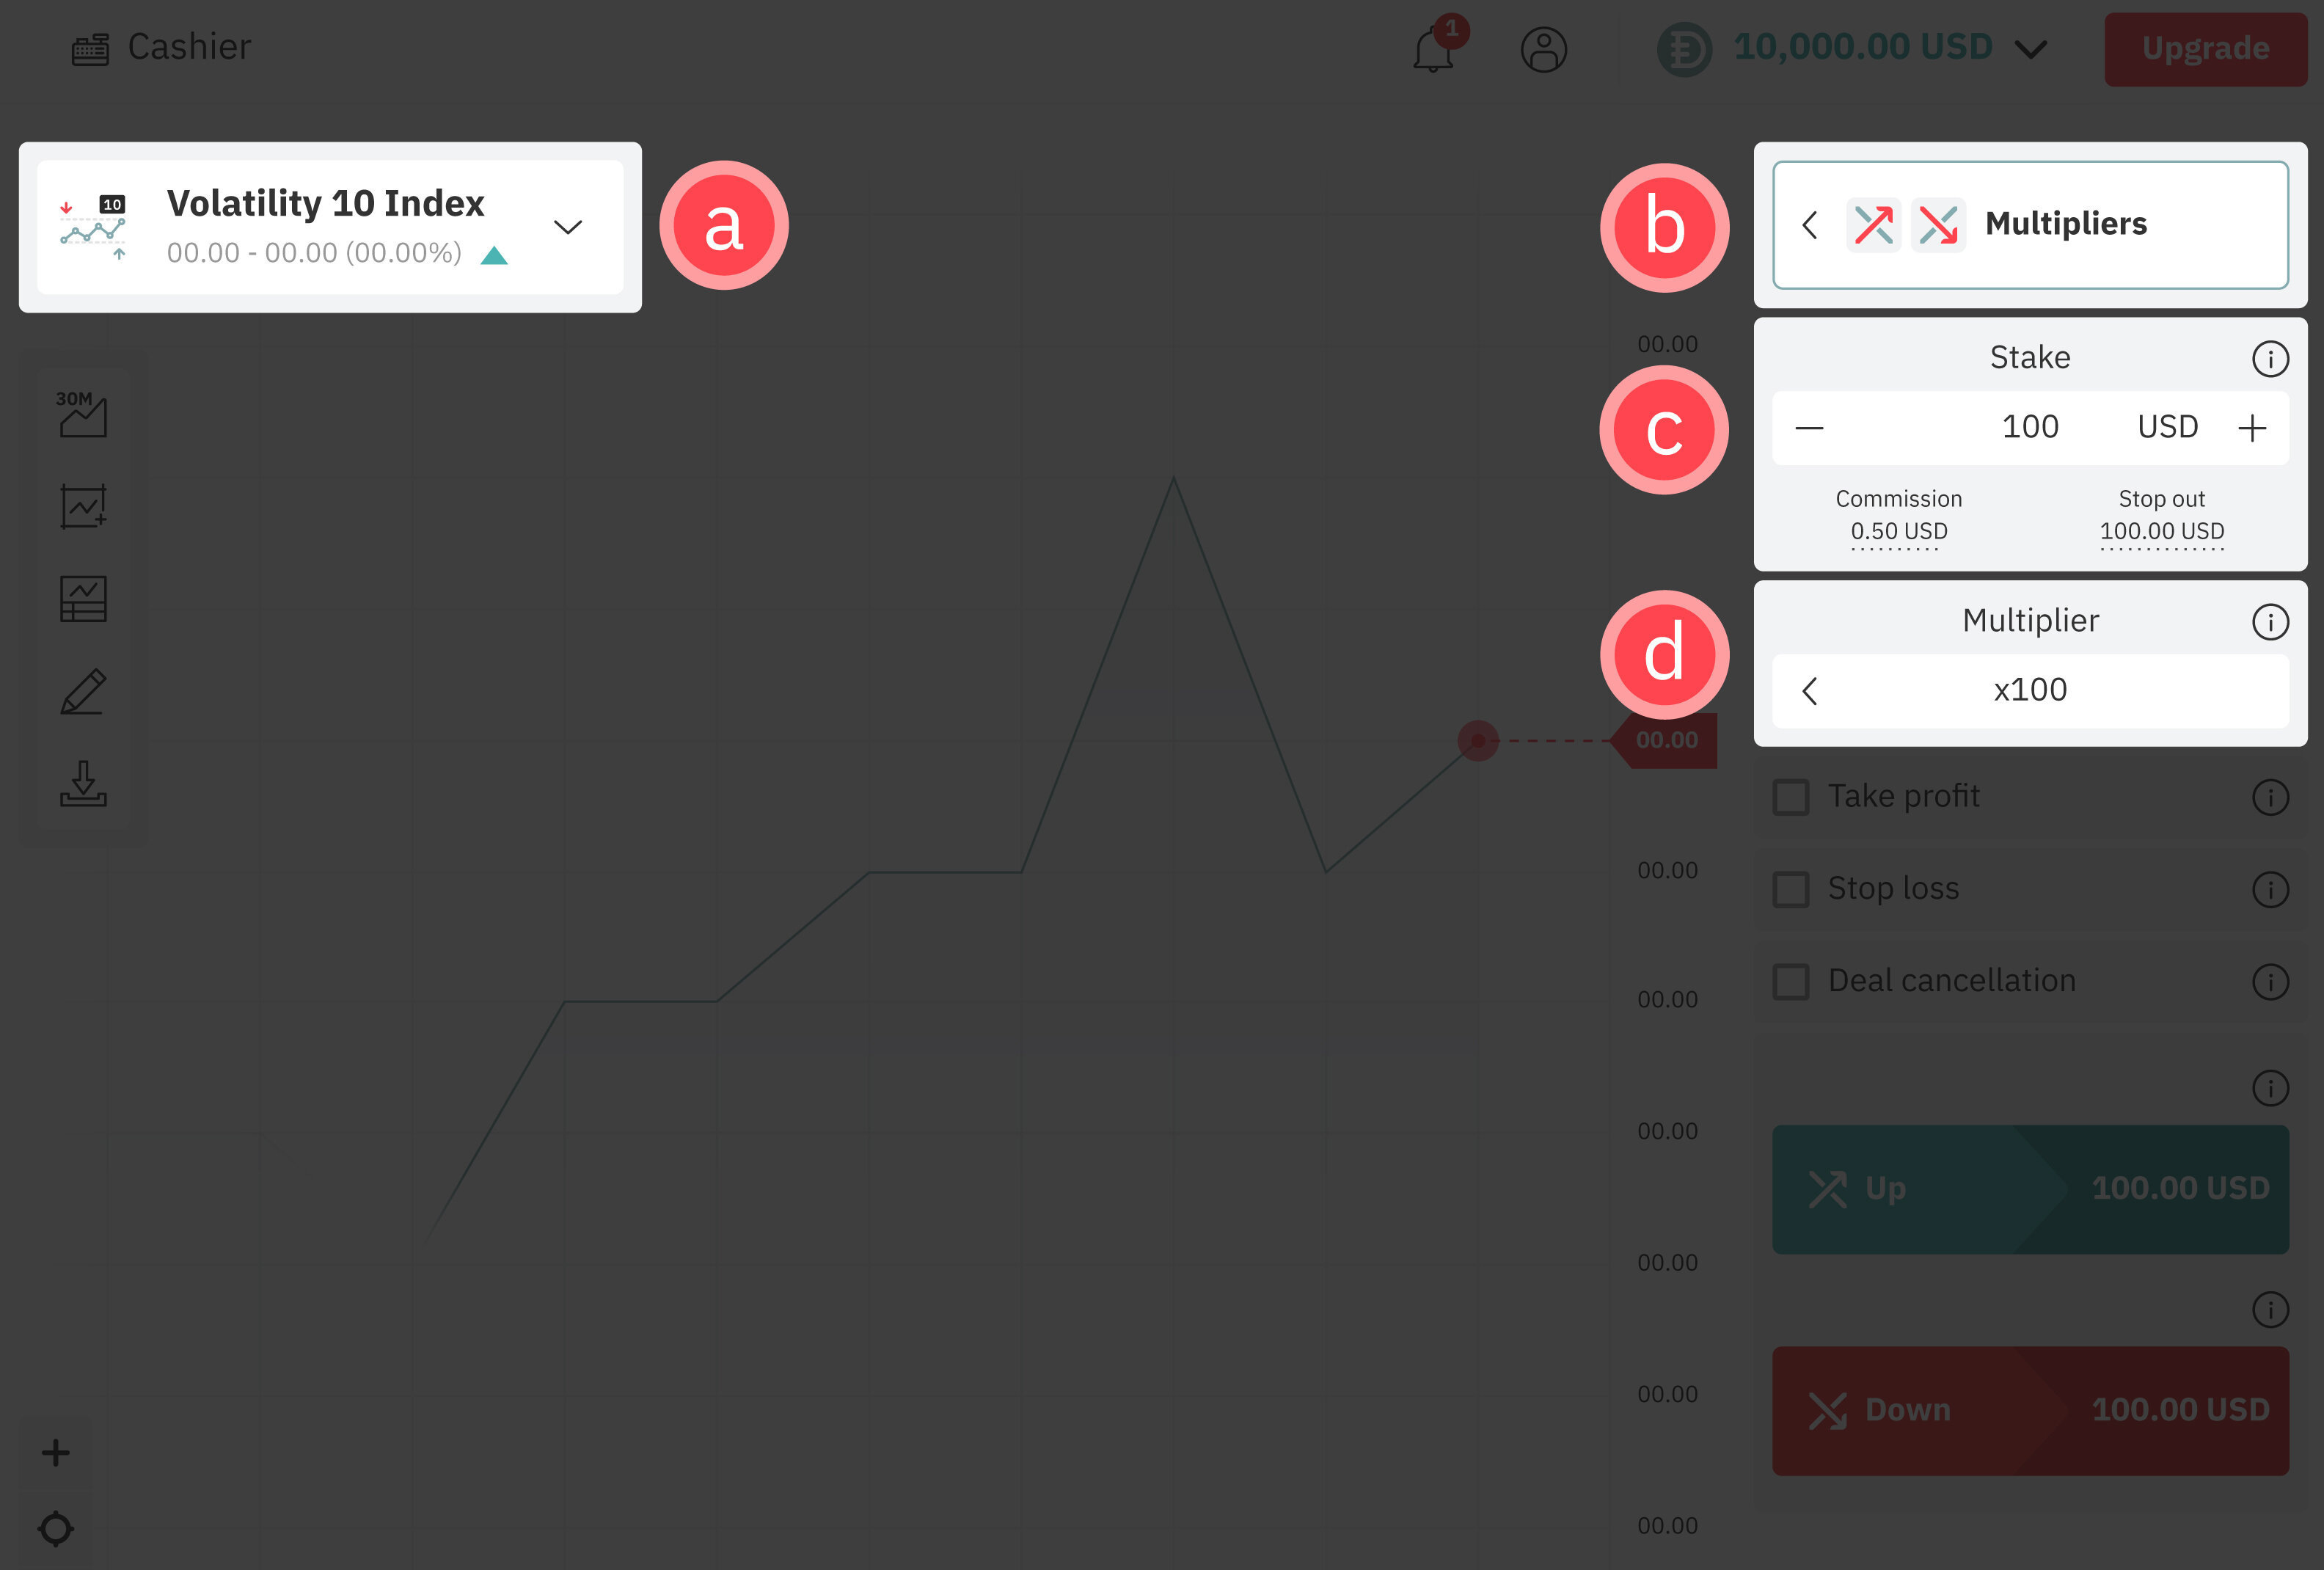 Cashier
1
10,000.00 USD
Upgrade
10
Volatility 10 Index
00.00 - 00.00 (00.00%)
a
b
Multipliers
00.00
Stake
c
100 USD
Commission
0.50 USD
Stop out
100.00 USD
d
Multiplier
x100
30M
00.00
Take profit
00.00
Stop loss
Deal cancellation
00.00
00.00
Up 100.00 USD
00.00
00.00
Down 100.00 USD
00.00